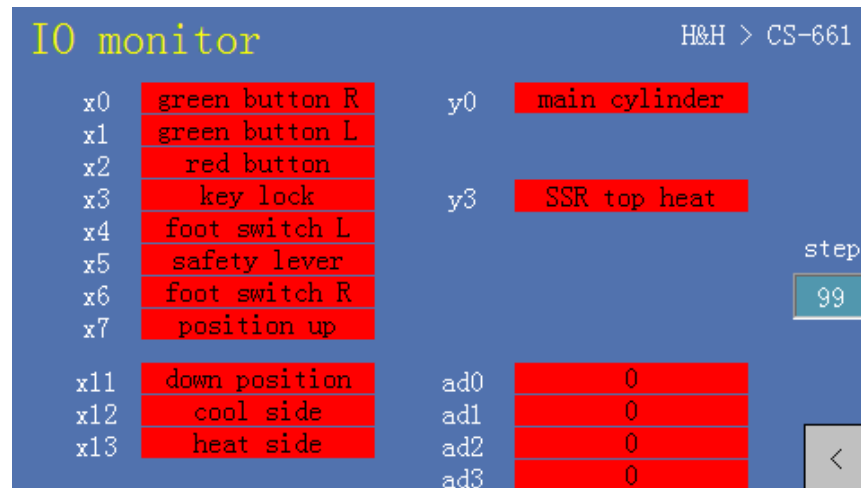 IO monitor H&H > CS-661
x0 green button R y0 main cylinder
x1 green button L
x2 red button
x3 key lock y3 SSR top heat
x4 foot switch L
x5 safety lever step
x6 foot switch R 99
x7 position up
x11 down position ad0 0
x12 cool side ad1 0
x13 heat side ad2 0
ad3 0
<